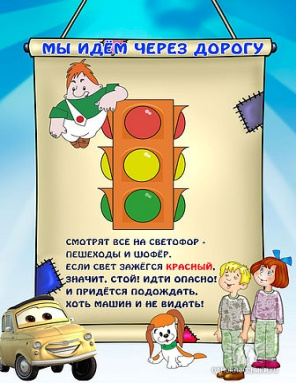 МЫ ИДЁМ ЧЕРЕЗ ДОРОГУ
СМОТРЯТ ВСЕ НА СВЕТОФОР -
ПЕШЕХОДЫ И ШОФЁР.
ЕСЛИ СВЕТ ЗАЖЁГСЯ КРАСНЫЙ,
ЗНАЧИТ, СТОЙ! ИДТИ ОПАСНО!
И ПРИДЁТСЯ ПОДОЖДАТЬ,
ХОТЬ МАШИН И НЕ ВИДАТЬ!